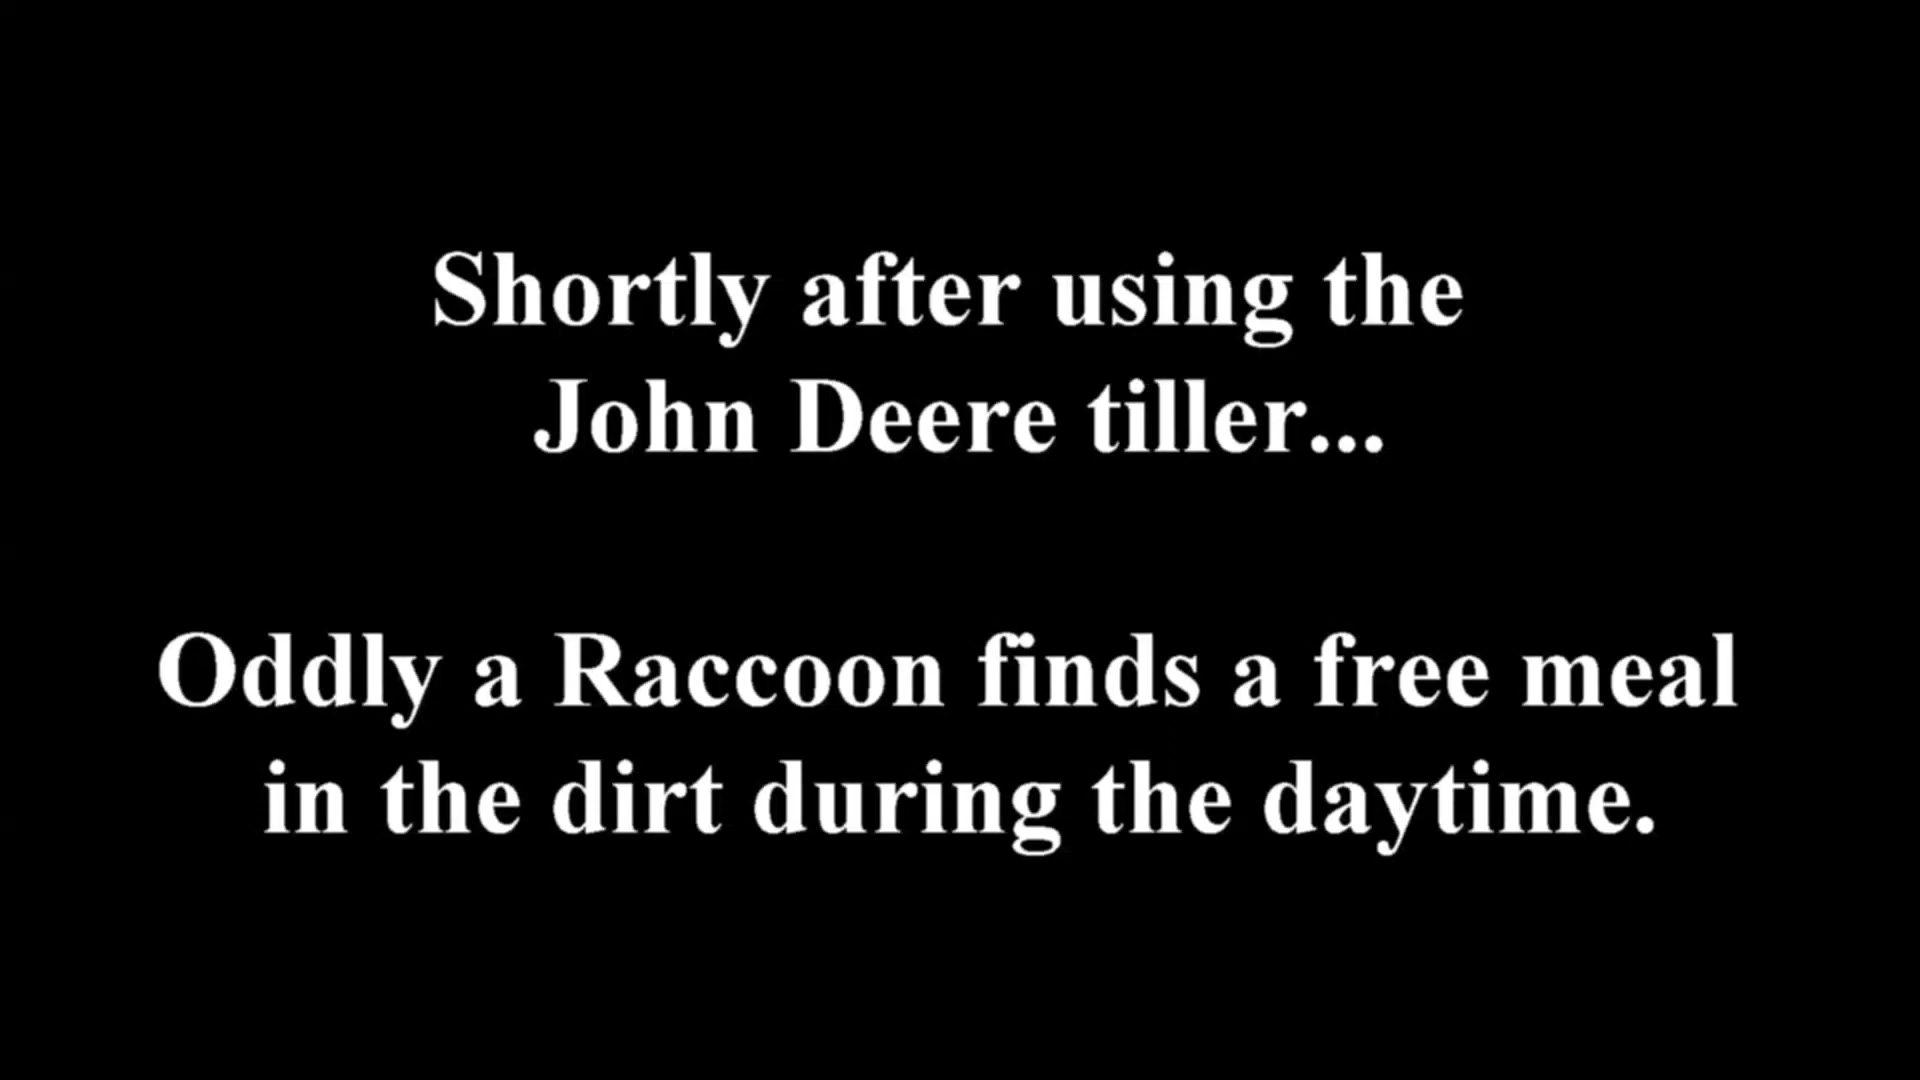 Shortly after using the
John Deere tiller...
Oddly a Raccoon finds a free meal
in the dirt during the daytime.